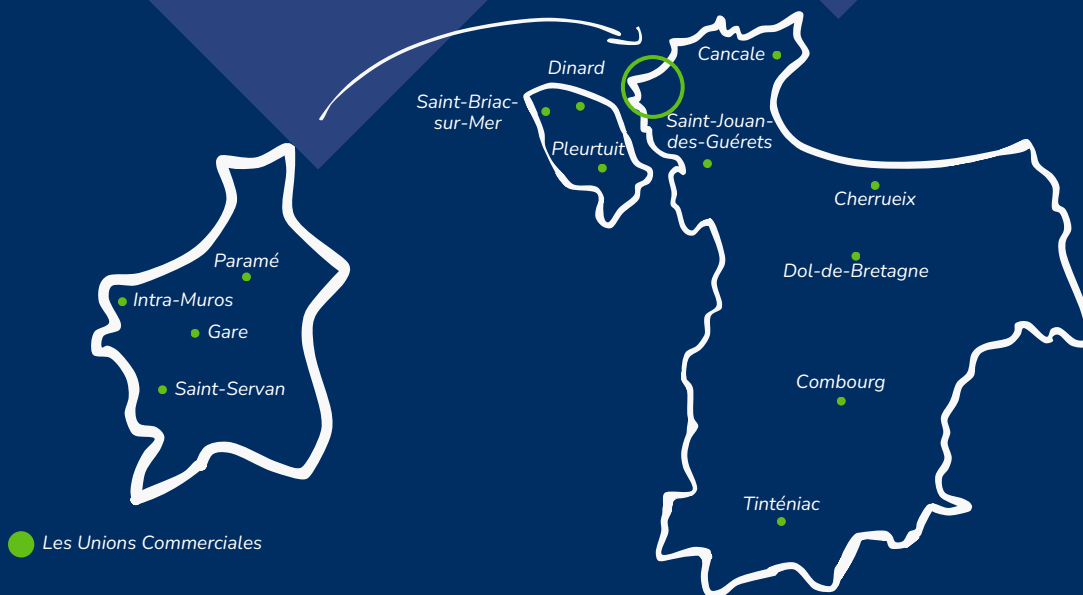 Cancale
Dinard
Saint-Briac-
sur-Mer
Saint-Jouan-
des-Guérets
Pleurtuit
Cherrueix
Paramé
Dol-de-Bretagne
Intra-Muros
Gare
Saint-Servan
Combourg
Tinténiac
Les Unions Commerciales